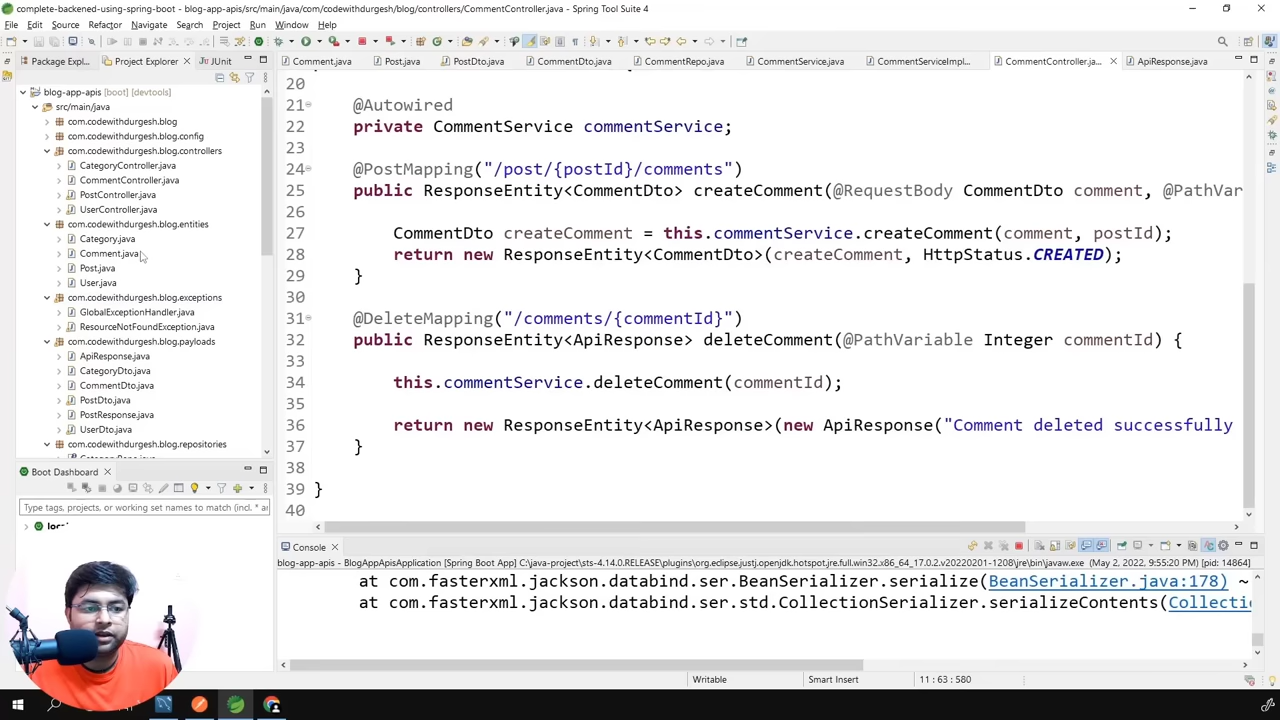 complete-backened-using-spring-boot - blog-app-apis/src/main/java/com/codewithdurgesh/blog/controllers/CommentController.java - Spring Tool Suite 4
File Edit Source Refactor Navigate Search Project Run Window Help
Package Expl... Project Explorer JUnit
Comment.java Post.java PostDto.java CommentDto.java CommentRepo.java CommentService.java CommentServiceImpl... CommentController.ja... ApiResponse.java
blog-app-apis [boot] [devtools]
src/main/java
com.codewithdurgesh.blog
com.codewithdurgesh.blog.config
com.codewithdurgesh.blog.controllers
CategoryController.java
CommentController.java
PostController.java
UserController.java
com.codewithdurgesh.blog.entities
Category.java
Comment.java
Post.java
User.java
com.codewithdurgesh.blog.exceptions
GlobalExceptionHandler.java
ResourceNotFoundException.java
com.codewithdurgesh.blog.payloads
ApiResponse.java
CategoryDto.java
CommentDto.java
PostDto.java
PostResponse.java
UserDto.java
com.codewithdurgesh.blog.repositories
20
21 @Autowired
22 private CommentService commentService;
23
24 @PostMapping("/post/{postId}/comments")
25 public ResponseEntity<CommentDto> createComment(@RequestBody CommentDto comment, @PathVar
26
27 CommentDto createComment = this.commentService.createComment(comment, postId);
28 return new ResponseEntity<CommentDto>(createComment, HttpStatus.CREATED);
29 }
30
31 @DeleteMapping("/comments/{commentId}")
32 public ResponseEntity<ApiResponse> deleteComment(@PathVariable Integer commentId) {
33
34 this.commentService.deleteComment(commentId);
35
36 return new ResponseEntity<ApiResponse>(new ApiResponse("Comment deleted successfully
37 }
38
39 }
40
Boot Dashboard
Type tags, projects, or working set names to match (incl. * ar
Console
blog-app-apis - BlogAppApisApplication [Spring Boot App] C:\java-project\sts-4.14.0.RELEASE\plugins\org.eclipse.justj.openjdk.hotspot.jre.full.win32.x86_64_17.0.2.v20220201-1208\jre\bin\javaw.exe (May 2, 2022, 9:55:20 PM) [pid: 14864]
at com.fasterxml.jackson.databind.ser.BeanSerializer.serialize(BeanSerializer.java:178) ~
at com.fasterxml.jackson.databind.ser.std.CollectionSerializer.serializeContents(Collectio
Writable Smart Insert 11 : 63 : 580